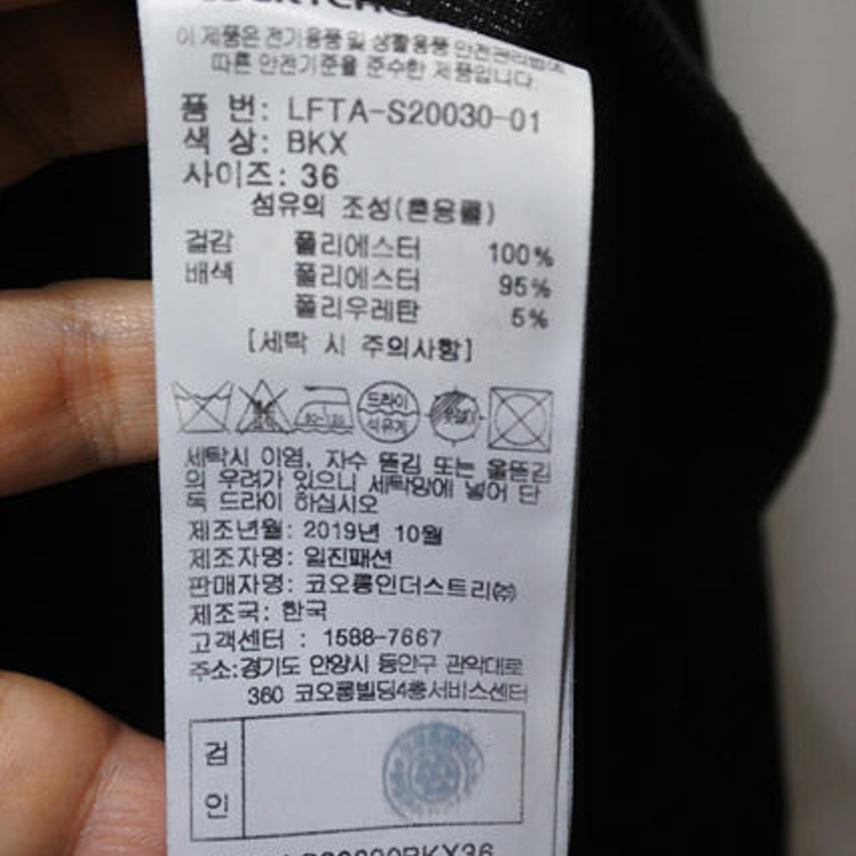 이 제품은 전기용품 및 생활용품 안전관리법에
따른 안전기준을 준수한 제품입니다.
품 번: LFTA-S20030-01
색 상: BKX
사이즈: 36
섬유의 조성(혼용률)
겉감 폴리에스터 100%
배색 폴리에스터 95%
폴리우레탄 5%
[세탁 시 주의사항]
80~120
드라이
석유계
옷걸이
세탁시 이염, 자수 뜯김 또는 올뜯김
의 우려가 있으니 세탁망에 넣어 단
독 드라이 하십시오
제조년월: 2019년 10월
제조자명: 일진패션
판매자명: 코오롱인더스트리㈜
제조국: 한국
고객센터 : 1588-7667
주소:경기도 안양시 동안구 관악대로
360 코오롱빌딩4층서비스센터
검
인